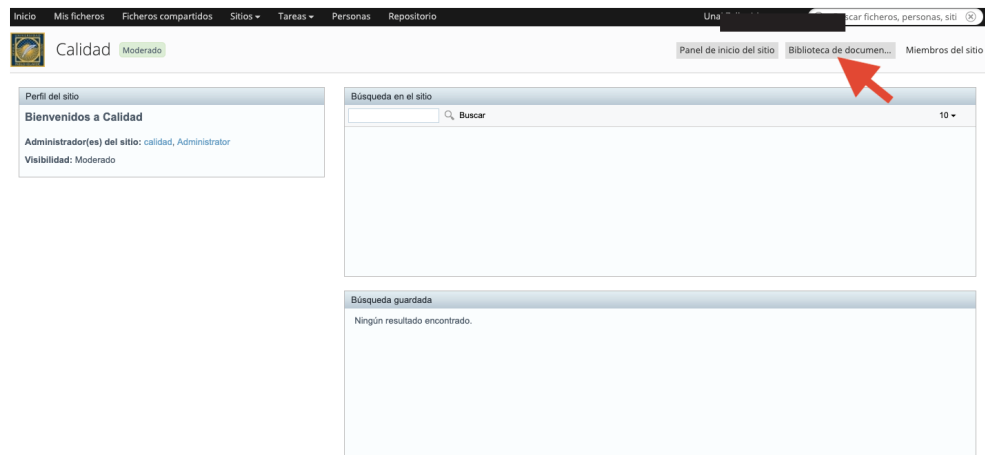 Inicio Mis ficheros Ficheros compartidos Sitios Tareas Personas Repositorio scar ficheros, personas, siti
Calidad Moderado Panel de inicio del sitio Biblioteca de documen... Miembros del sitio
Perfil del sitio
Bienvenidos a Calidad
Administrador(es) del sitio: calidad, Administrator
Visibilidad: Moderado
Búsqueda en el sitio
Buscar 10
Búsqueda guardada
Ningún resultado encontrado.